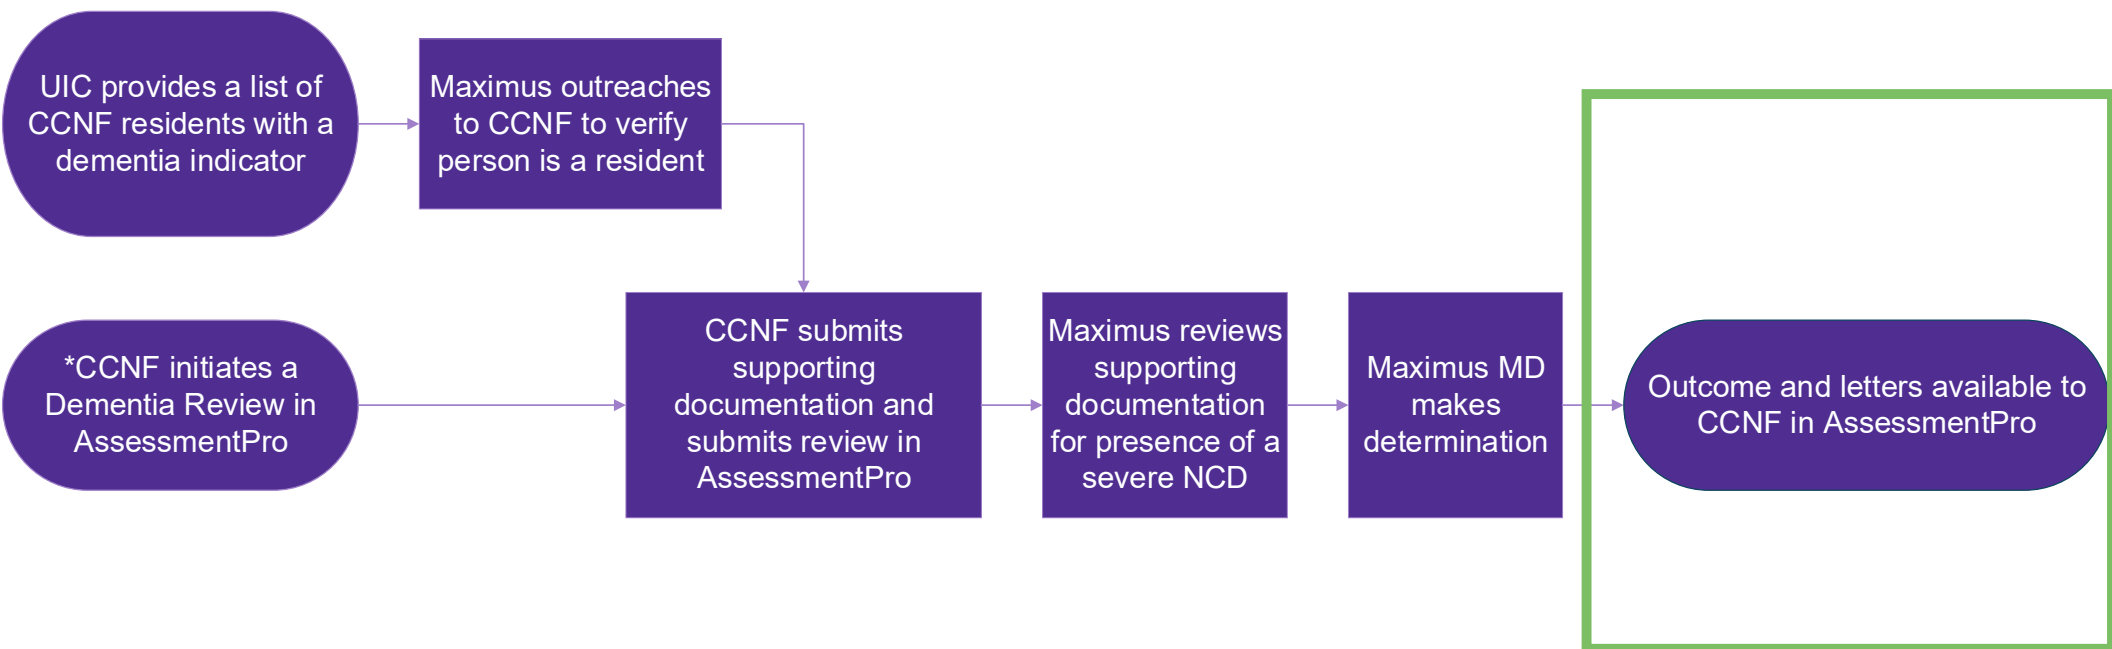 UIC provides a list of
CCNF residents with a
dementia indicator
Maximus outreaches
to CCNF to verify
person is a resident
*CCNF initiates a
Dementia Review in
AssessmentPro
CCNF submits
supporting
documentation and
submits review in
AssessmentPro
Maximus reviews
supporting
documentation
for presence of a
severe NCD
Maximus MD
makes
determination
Outcome and letters available to
CCNF in AssessmentPro